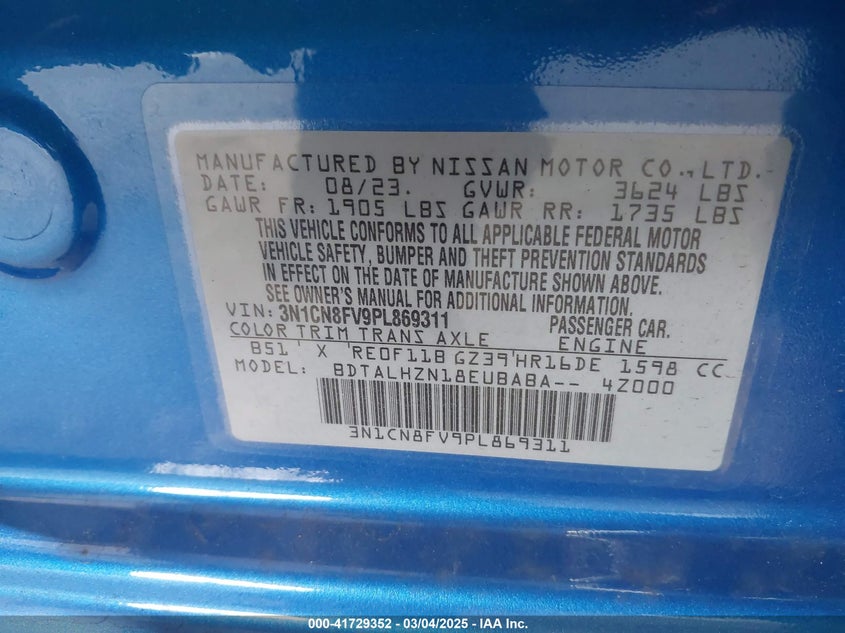 MANUFACTURED BY NISSAN MOTOR CO.,LTD.
DATE: 08/23. GVWR: 3624 LBS
GAWR FR: 1905 LBS GAWR RR: 1735 LBS
THIS VEHICLE CONFORMS TO ALL APPLICABLE FEDERAL MOTOR
VEHICLE SAFETY, BUMPER AND THEFT PREVENTION STANDARDS
IN EFFECT ON THE DATE OF MANUFACTURE SHOWN ABOVE.
SEE OWNER'S MANUAL FOR ADDITIONAL INFORMATION.
VIN: 3N1CN8FV9PL869311 PASSENGER CAR.
COLOR TRIM TRANS AXLE ENGINE
B51 X RE0F11B GZ39 HR16DE 1598 CC
MODEL: BDTALHZN18EUBABA-- 4Z000
3N1CN8FV9PL869311
000-41729352 - 03/04/2025 - IAA Inc.